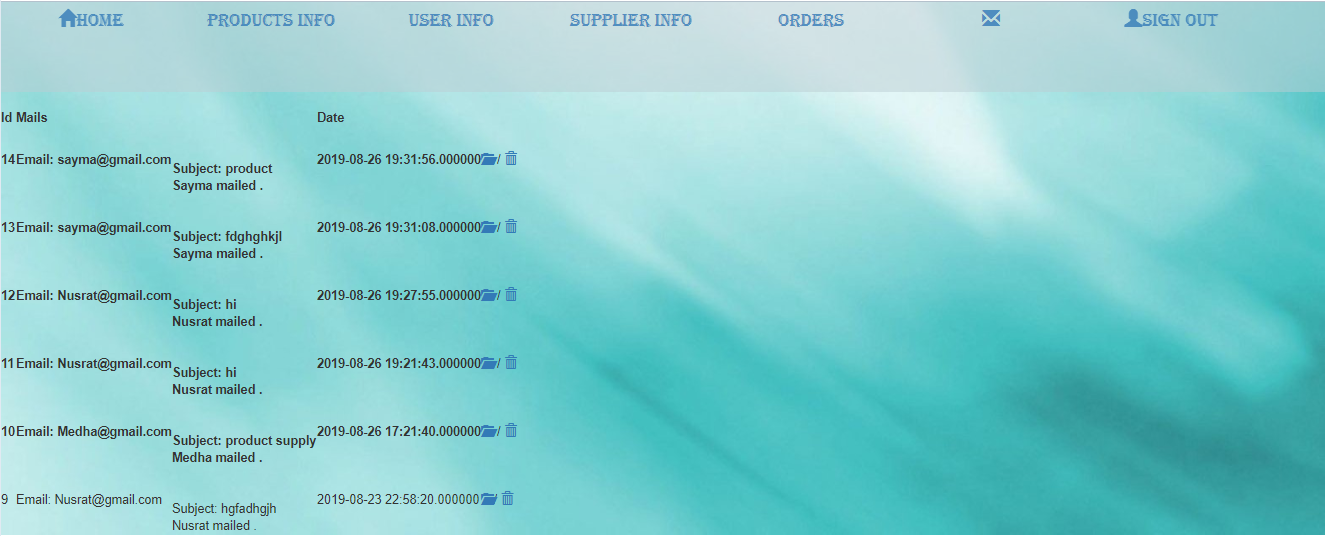 HOME PRODUCTS INFO USER INFO SUPPLIER INFO ORDERS SIGN OUT
Id Mails Date
14 Email: sayma@gmail.com 2019-08-26 19:31:56.000000 /
Subject: product
Sayma mailed .
13 Email: sayma@gmail.com 2019-08-26 19:31:08.000000 /
Subject: fdghghkjl
Sayma mailed .
12 Email: Nusrat@gmail.com 2019-08-26 19:27:55.000000 /
Subject: hi
Nusrat mailed .
11 Email: Nusrat@gmail.com 2019-08-26 19:21:43.000000 /
Subject: hi
Nusrat mailed .
10 Email: Medha@gmail.com 2019-08-26 17:21:40.000000 /
Subject: product supply
Medha mailed .
9 Email: Nusrat@gmail.com 2019-08-23 22:58:20.000000 /
Subject: hgfadhgjh
Nusrat mailed .